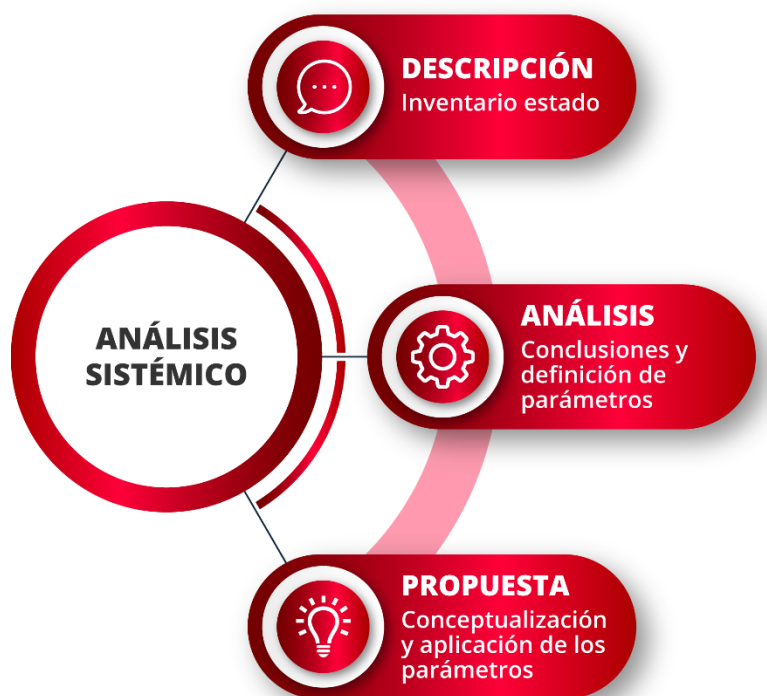 DESCRIPCIÓN
Inventario estado
ANÁLISIS
SISTÉMICO
ANÁLISIS
Conclusiones y
definición de
parámetros
PROPUESTA
Conceptualización
y aplicación de los
parámetros